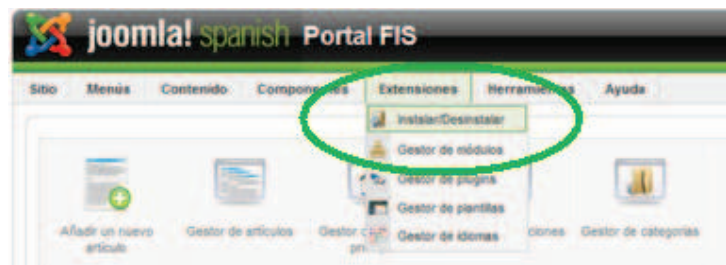 joomla! spanish Portal FIS
Sitio Menús Contenido Componentes Extensiones Herramientas Ayuda
Instalar/Desinstalar
Gestor de módulos
Gestor de plugins
Gestor de plantillas
Gestor de idiomas
Añadir un nuevo
artículo
Gestor de artículos
Gestor
Gestor de categorías